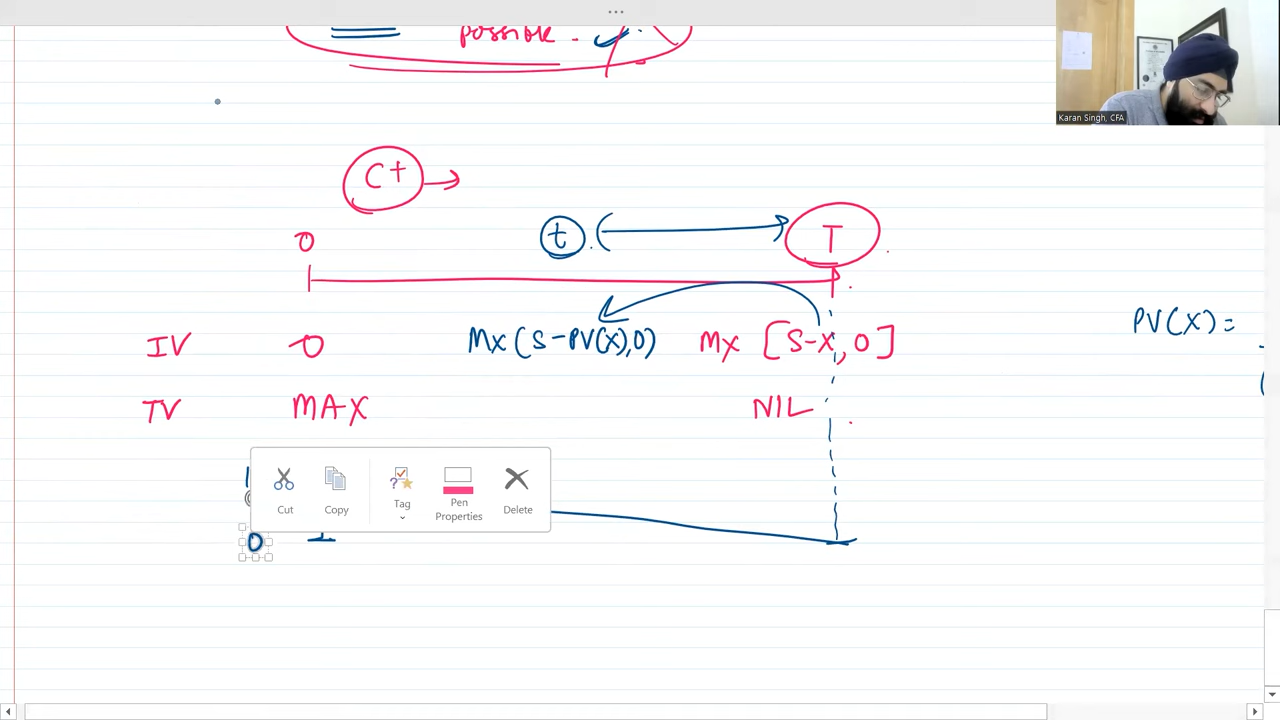 possible.
Karan Singh, CFA
C+ →
0 t T
IV 0 Mx(S-PV(X),0) Mx [S-X, 0] PV(X) =
TV MAX NIL
Cut Copy Tag Pen Properties Delete
0